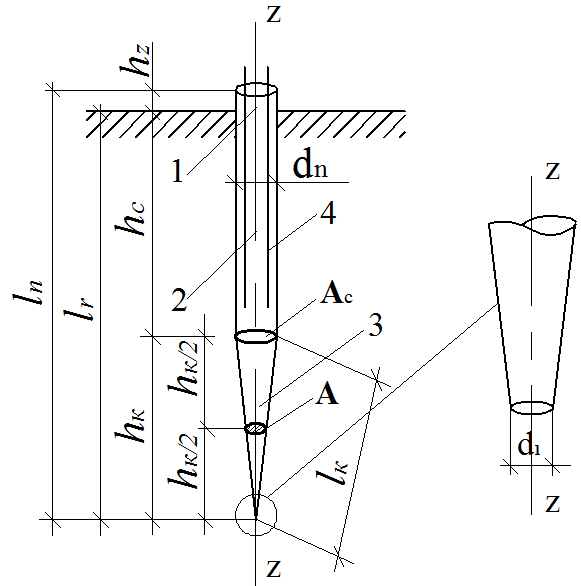 z
hz
1
dn
z
4
hc
ln
lr
2
Ac
3
hк/2
hк
A
hк/2
lк
d1
z
z